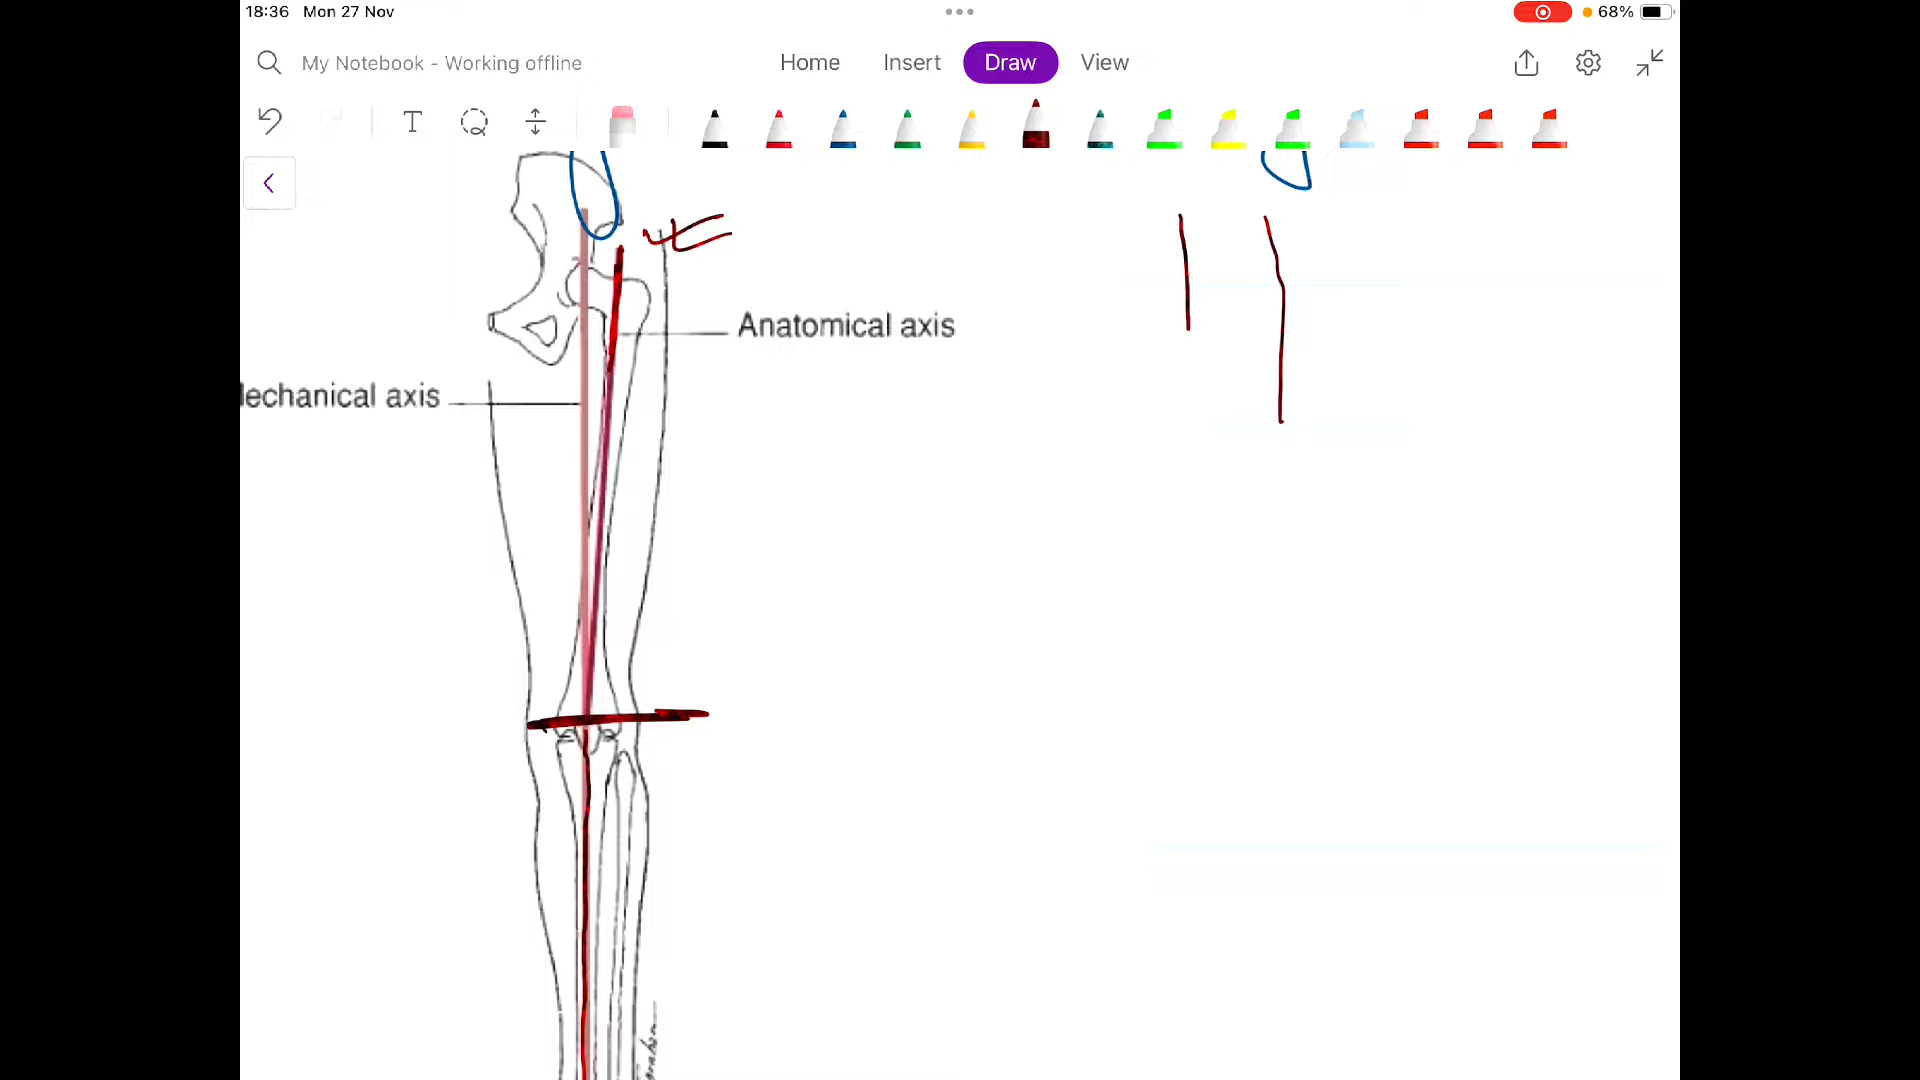 18:36 Mon 27 Nov
68%
My Notebook - Working offline
Home Insert Draw View
T
Anatomical axis
lechanical axis